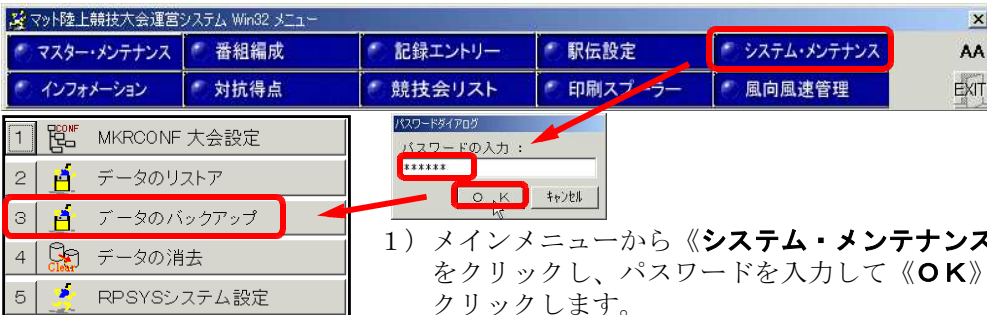 マット陸上競技大会運営システム Win32 メニュー
マスター・メンテナンス 番組編成 記録エントリー 駅伝設定 システム・メンテナンス AA
インフォメーション 対抗得点 競技会リスト 印刷スプーラー 風向風速管理 EXIT
1 CONF MKRCONF 大会設定
2 データのリストア
3 データのバックアップ
4 Clear データの消去
5 RPSYSシステム設定
パスワードダイアログ
パスワードの入力 :
******
OK キャンセル
1) メインメニューから《システム・メンテナンス
をクリックし、パスワードを入力して《OK》
クリックします。